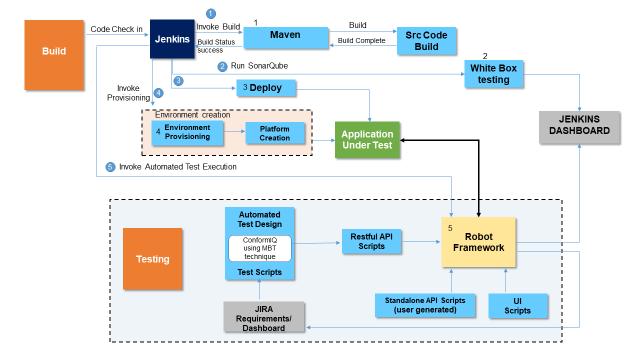 1
Build
Code Check in
Jenkins
Invoke Build
Build Status
success
1
Maven
Build
Build Complete
Src Code
Build
2 Run SonarQube
2
White Box
testing
3
3 Deploy
4
Invoke
Provisioning
Environment creation
4 Environment
Provisioning
Platform
Creation
Application
Under Test
JENKINS
DASHBOARD
5 Invoke Automated Test Execution
Testing
Automated
Test Design
ConformIQ
using MBT
technique
Test Scripts
Restful API
Scripts
5
Robot
Framework
JIRA
Requirements/
Dashboard
Standalone API Scripts
(user generated)
UI
Scripts